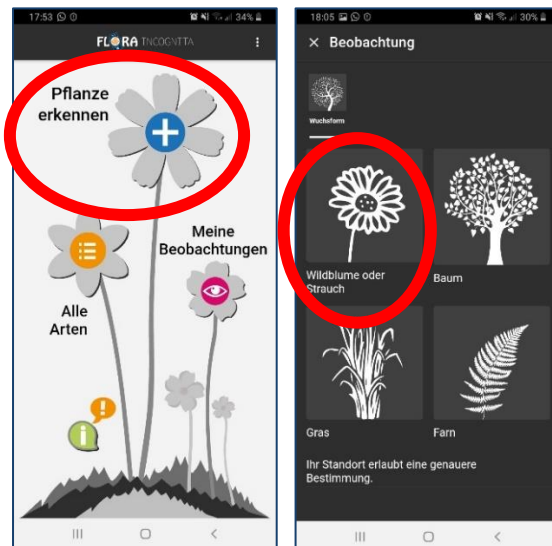 17:53
34%
FLORA INCOGNITA
Pflanze
erkennen
Meine
Beobachtungen
Alle
Arten
18:05
30%
× Beobachtung
Wuchsform
Wildblume oder
Strauch
Baum
Gras
Farn
Ihr Standort erlaubt eine genauere
Bestimmung.